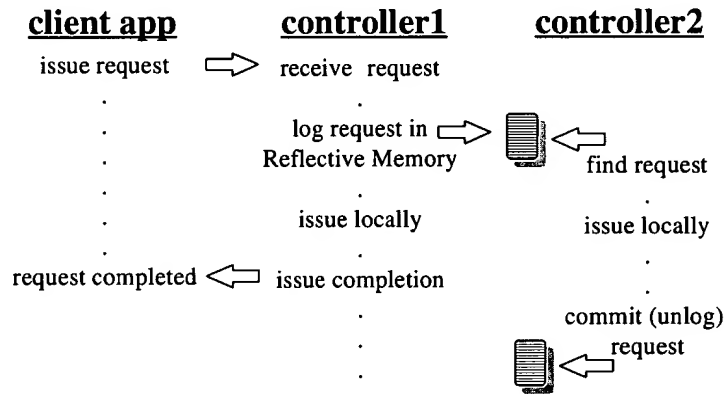 client app controller1 controller2
issue request receive request
log request in
Reflective Memory
find request
issue locally
issue locally
request completed issue completion
commit (unlog)
request